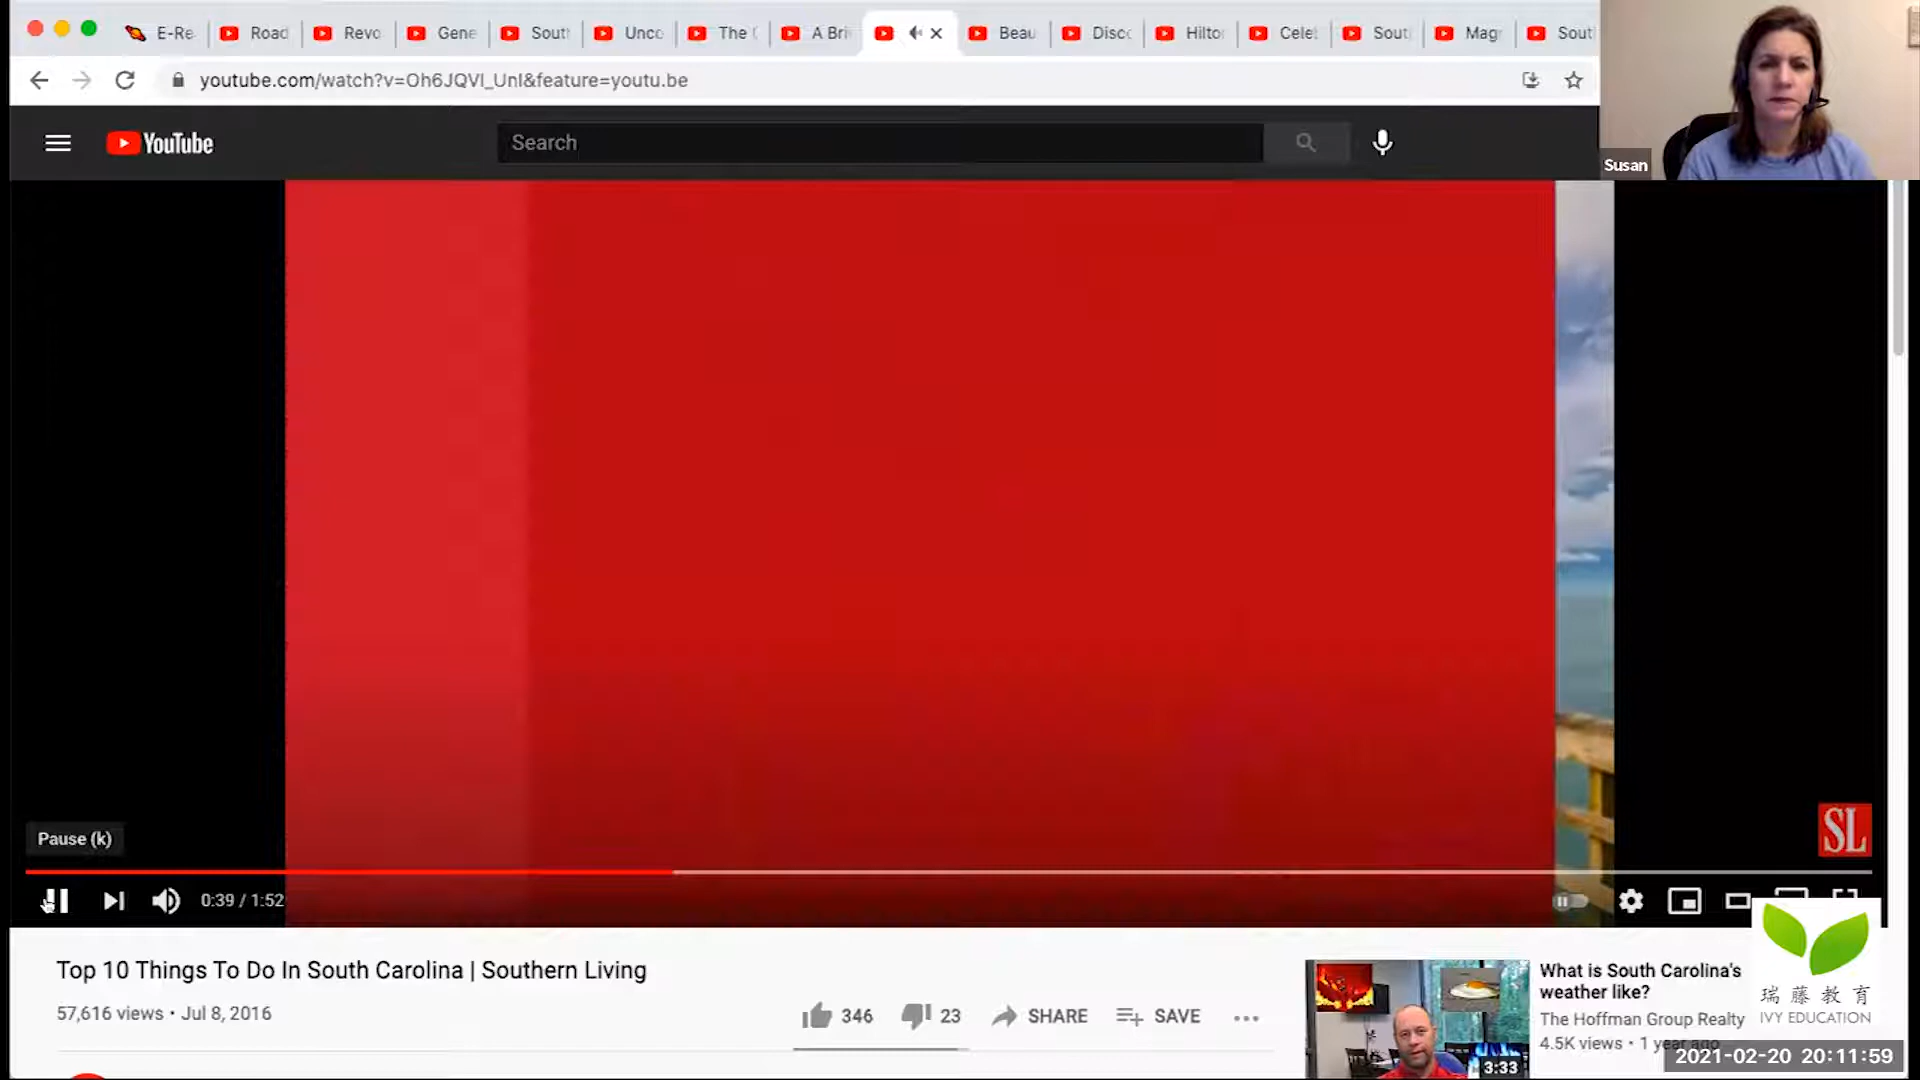 E-Re
Road
Revo
Gene
Sout
Unco
The
A Bri
Beau
Disc
Hilto
Cele
Sout
Mag
Sout
youtube.com/watch?v=Oh6JQVI_UnI&feature=youtu.be
YouTube
Search
Susan
Pause (k)
SL
0:39 / 1:52
Top 10 Things To Do In South Carolina | Southern Living
57,616 views • Jul 8, 2016
346
23
SHARE
SAVE
3:33
What is South Carolina's
weather like?
The Hoffman Group Realty
4.5K views • 1 year ago
瑞藤教育
IVY EDUCATION
2021-02-20 20:11:59